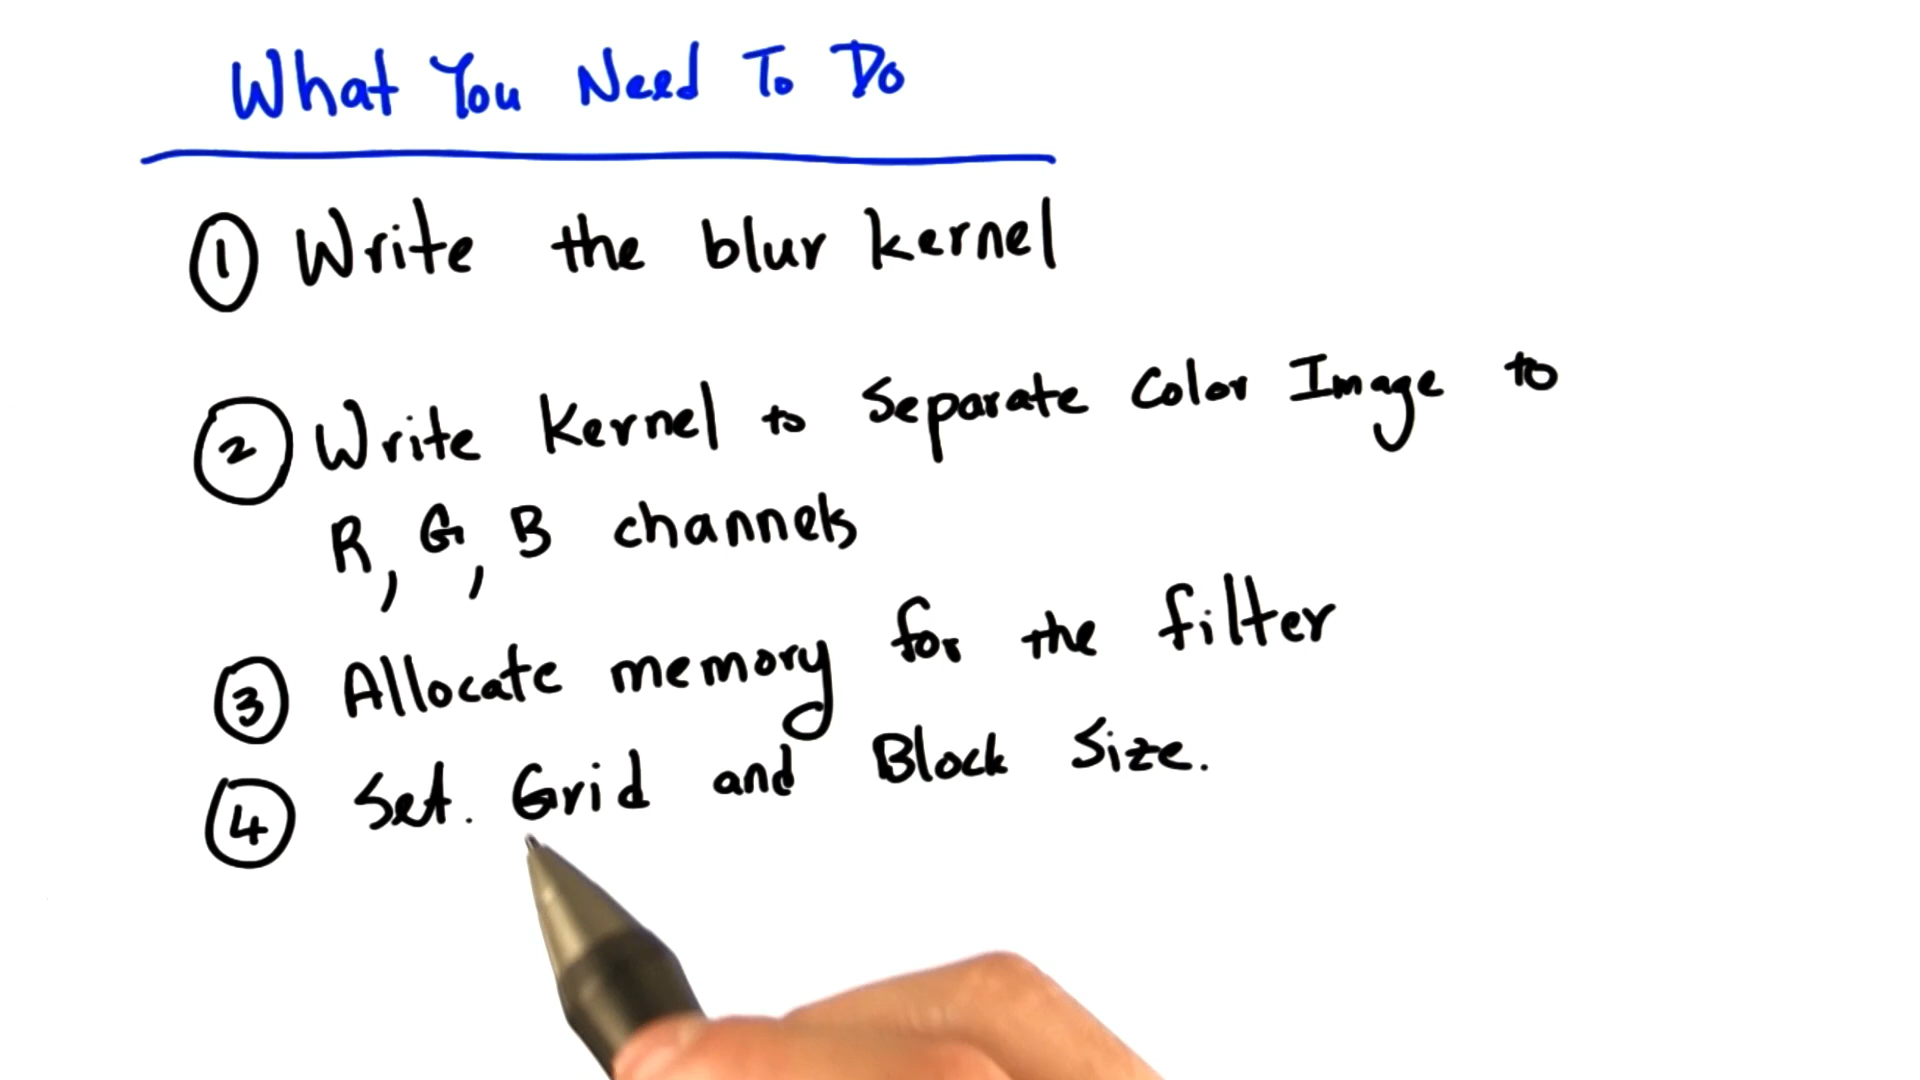 What You Need To Do
① Write the blur kernel
② Write kernel to Separate Color Image to
R, G, B channels
③ Allocate memory for the filter
④ Set. Grid and Block Size.